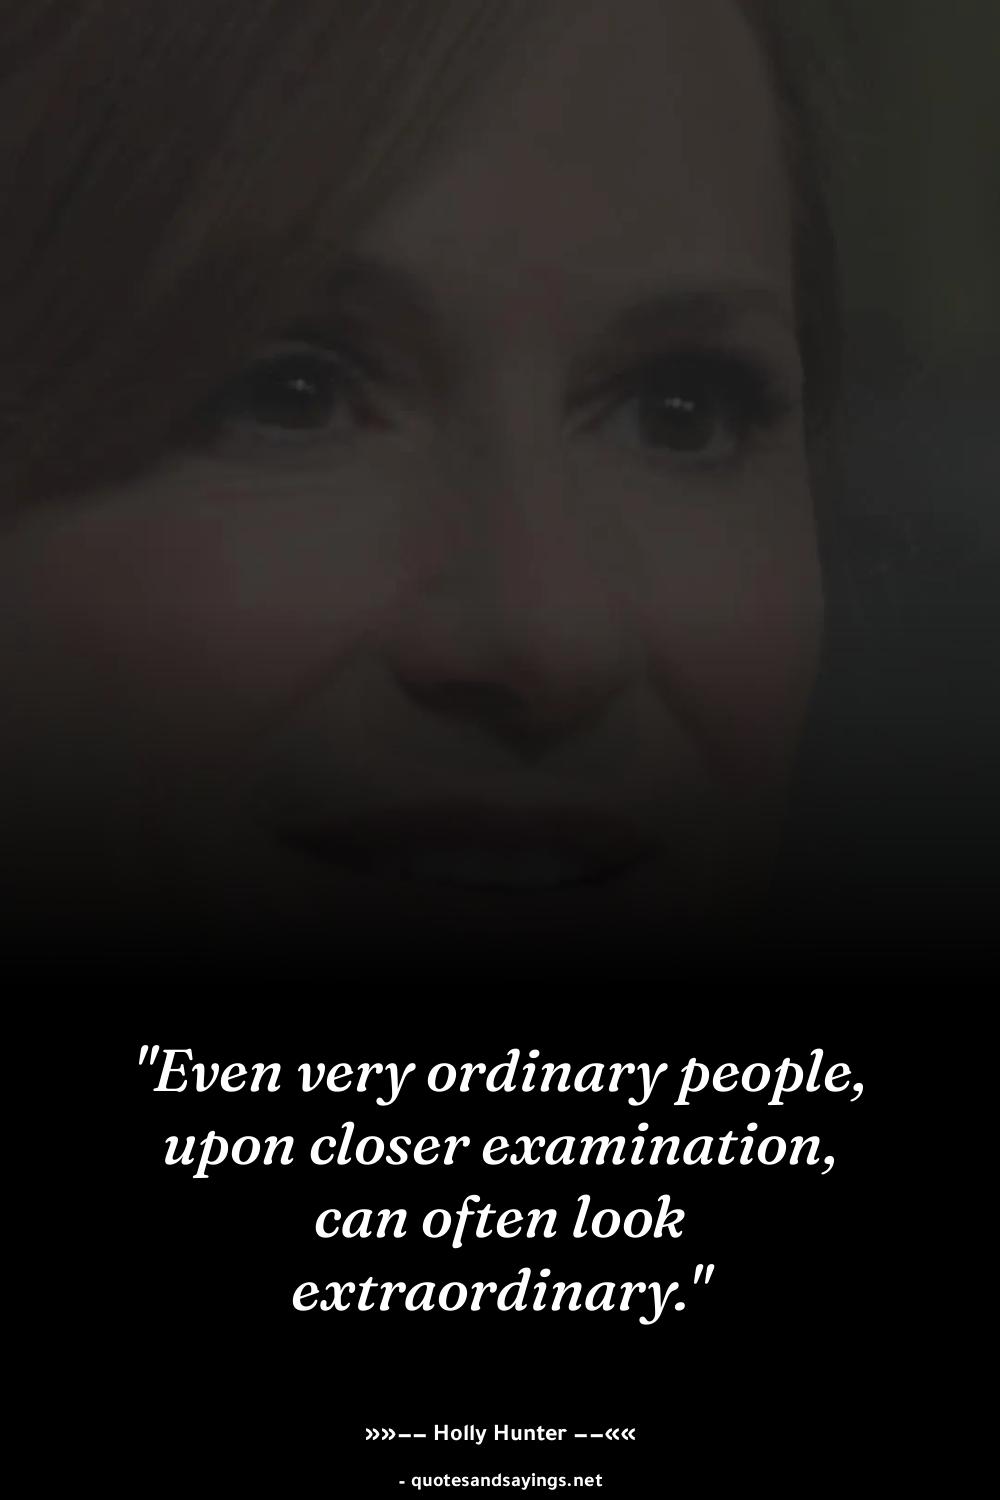 "Even very ordinary people,
upon closer examination,
can often look
extraordinary."
»»−− Holly Hunter −−««
- quotesandsayings.net